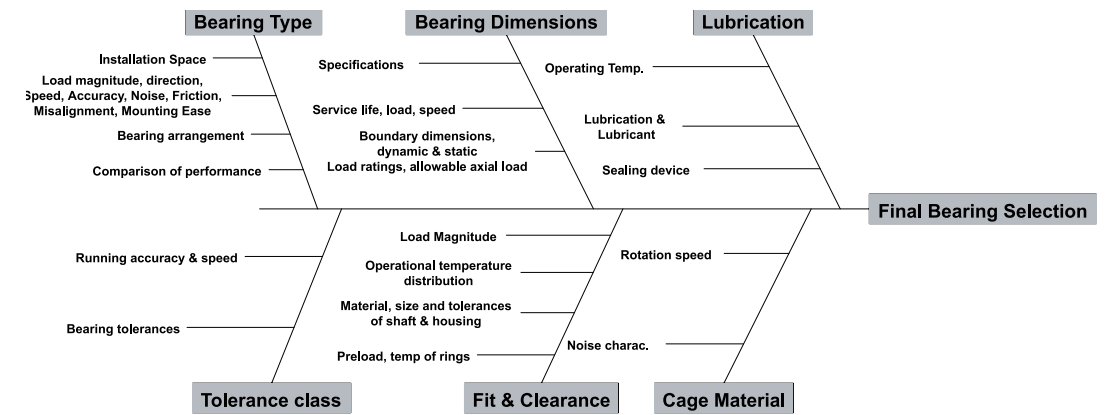 Bearing Type
Installation Space
Load magnitude, direction,
Speed, Accuracy, Noise, Friction,
Misalignment, Mounting Ease
Bearing arrangement
Comparison of performance
Bearing Dimensions
Specifications
Service life, load, speed
Boundary dimensions,
dynamic & static
Load ratings, allowable axial load
Lubrication
Operating Temp.
Lubrication &
Lubricant
Sealing device
Final Bearing Selection
Running accuracy & speed
Bearing tolerances
Tolerance class
Load Magnitude
Operational temperature
distribution
Material, size and tolerances
of shaft & housing
Preload, temp of rings
Fit & Clearance
Rotation speed
Noise charac.
Cage Material